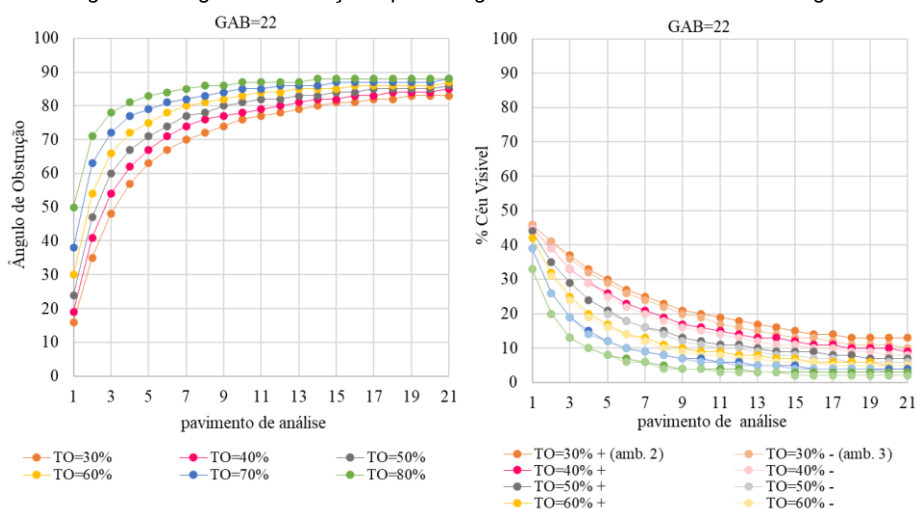 GAB=22
100
90
80
70
60
50
40
30
20
10
0
Ângulo de Obstrução
1 3 5 7 9 11 13 15 17 19 21
pavimento de análise
TO=30% TO=40% TO=50%
TO=60% TO=70% TO=80%
GAB=22
100
90
80
70
60
50
40
30
20
10
0
% Céu Visível
1 3 5 7 9 11 13 15 17 19 21
pavimento de análise
TO=30% + (amb. 2) TO=30% - (amb. 3)
TO=40% + TO=40% -
TO=50% + TO=50% -
TO=60% + TO=60% -